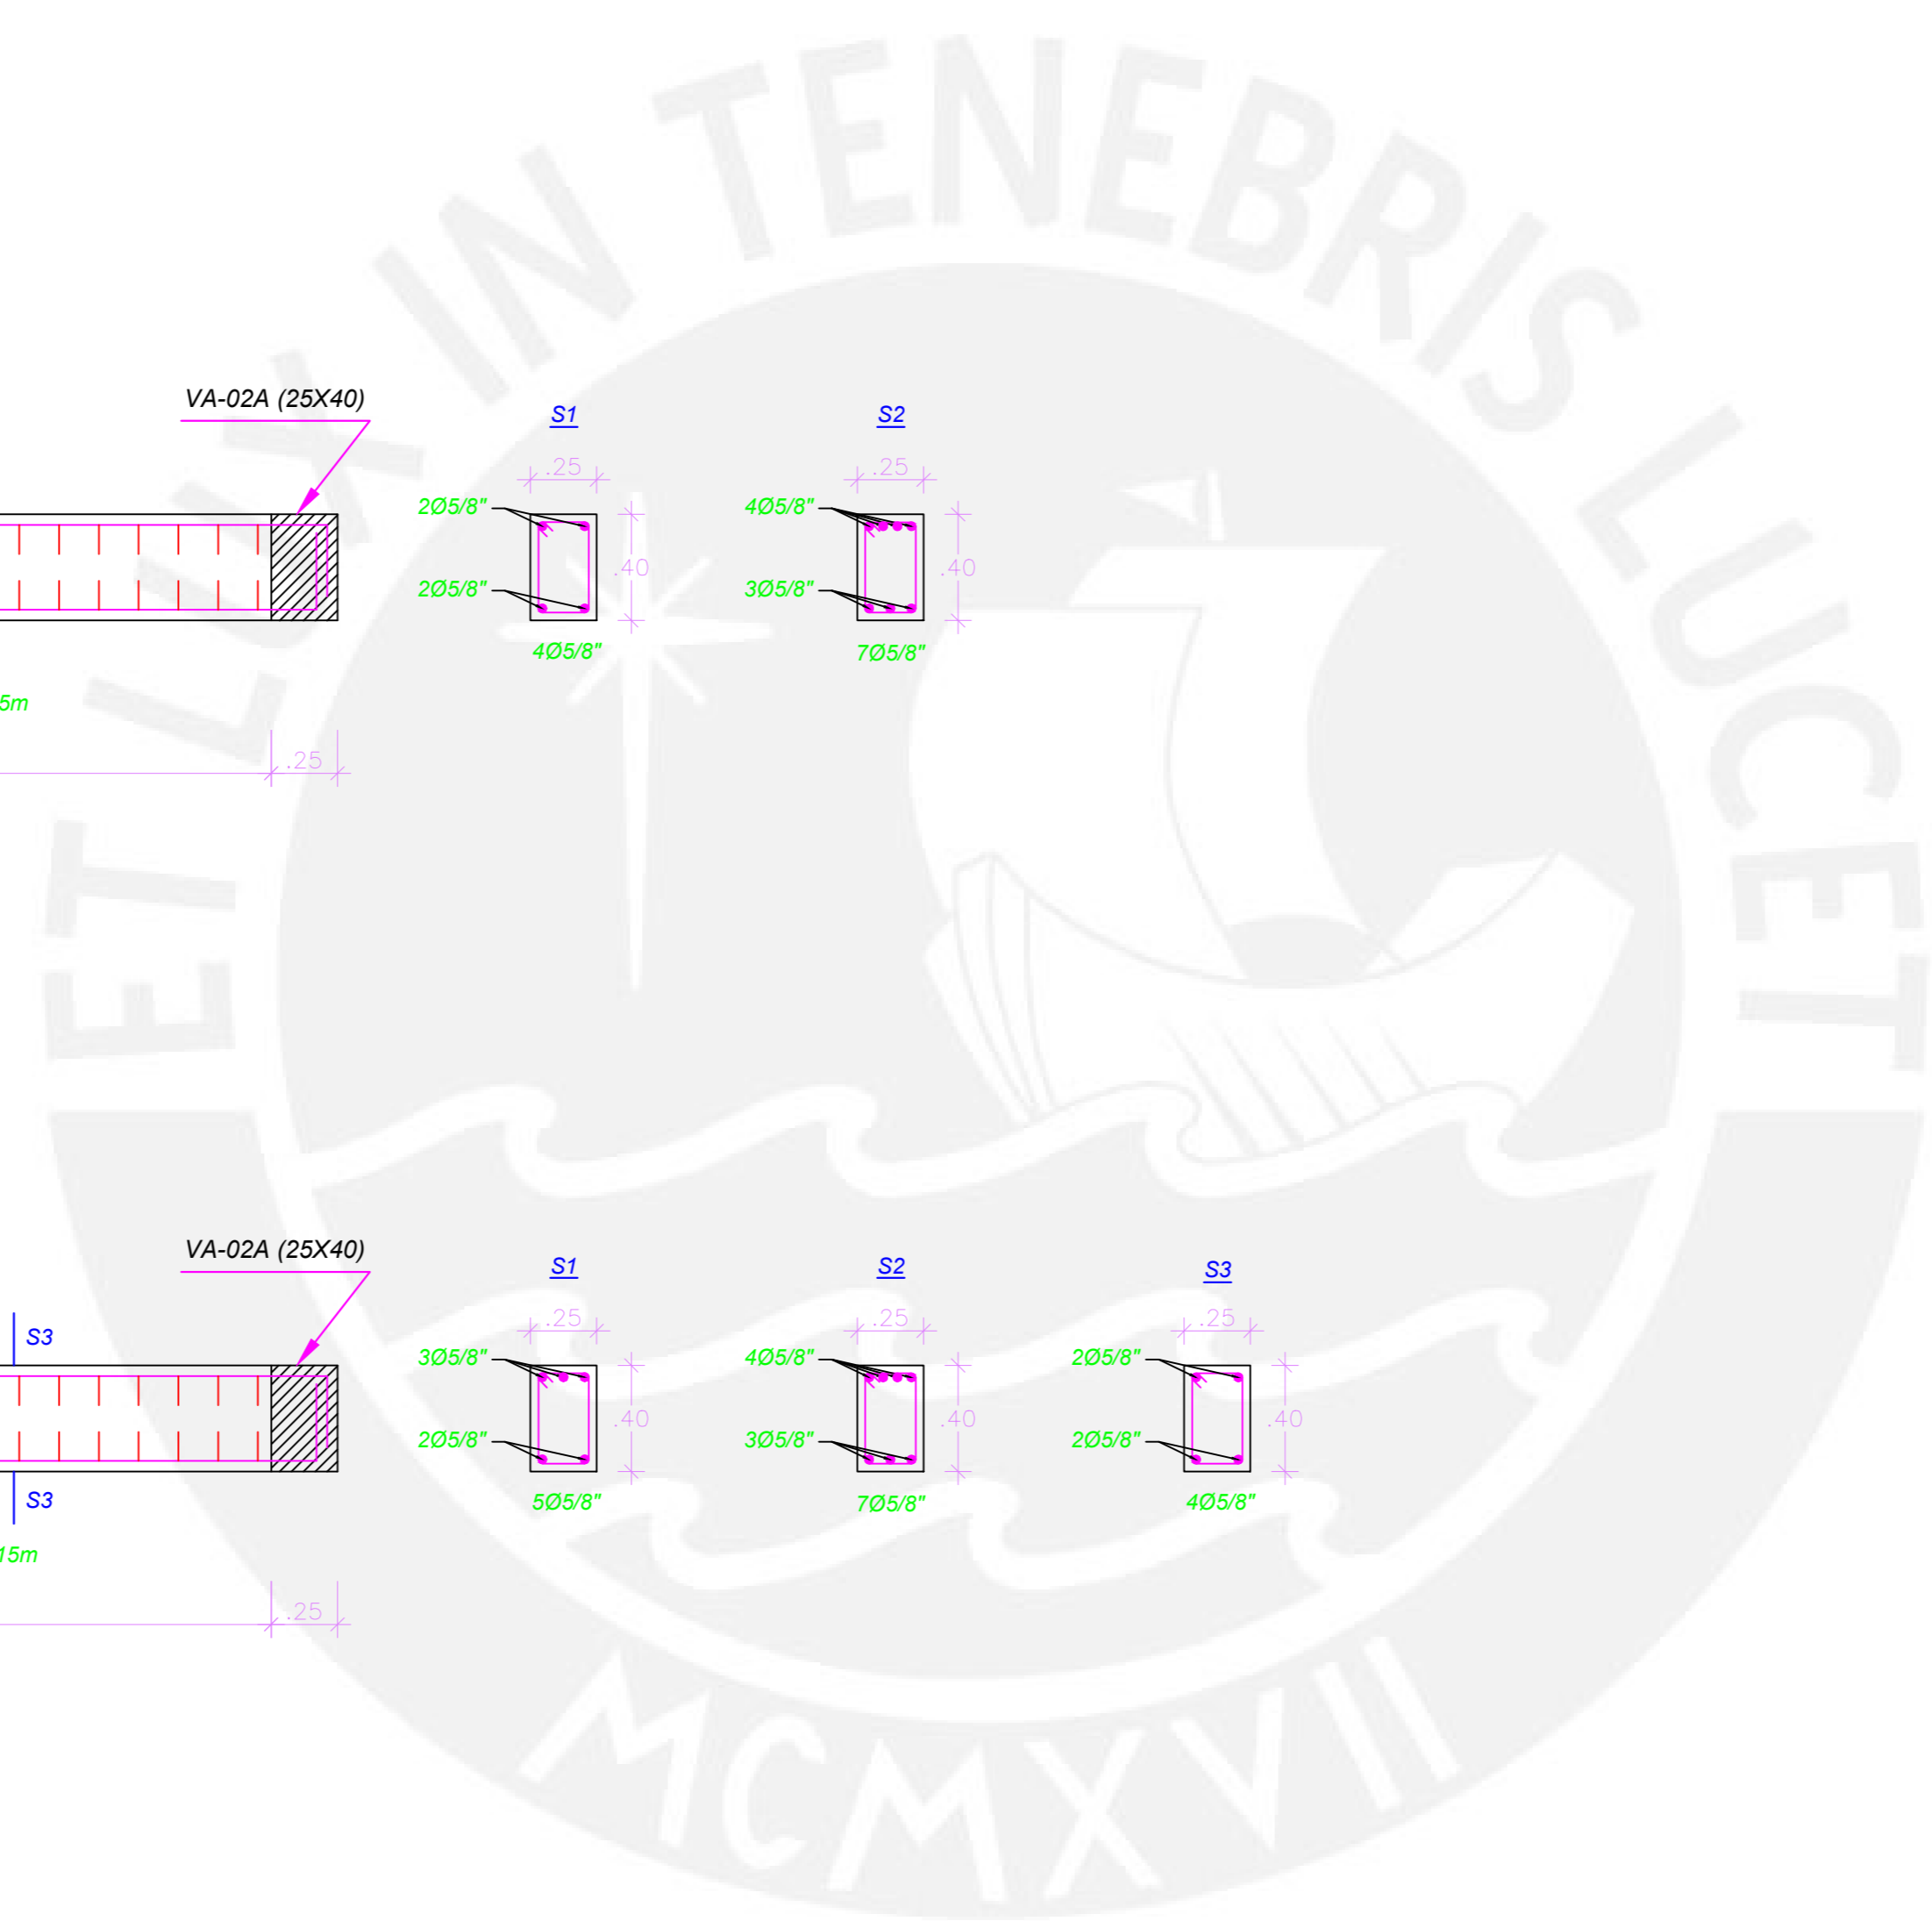 ET LUX IN TENEBRIS LUCET
MCMXVII
VA-02A (25X40)
S1
S2
.25
.25
2Ø5/8"
4Ø5/8"
.40
.40
2Ø5/8"
3Ø5/8"
4Ø5/8"
7Ø5/8"
5m
.25
VA-02A (25X40)
S1
S2
S3
.25
.25
.25
S3
3Ø5/8"
4Ø5/8"
2Ø5/8"
.40
.40
.40
2Ø5/8"
3Ø5/8"
2Ø5/8"
S3
5Ø5/8"
7Ø5/8"
4Ø5/8"
15m
.25